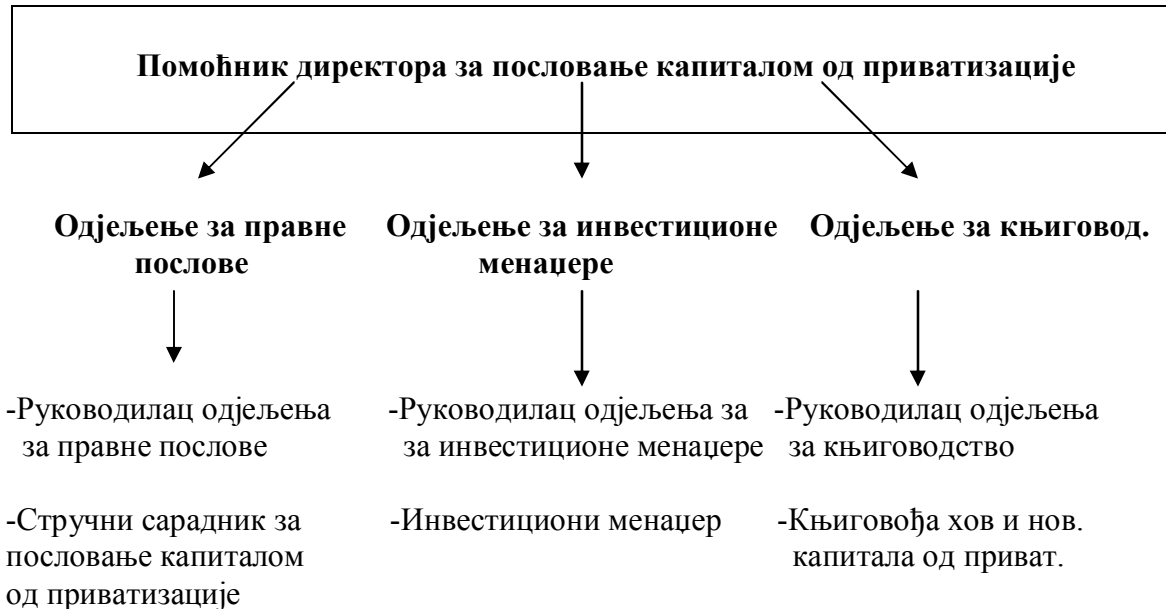 Помоћник директора за пословање капиталом од приватизације
Одјељење за правне
послове
Одјељење за инвестиционе
менаџере
Одјељење за књиговод.
-Руководилац одјељења
за правне послове
-Стручни сарадник за
пословање капиталом
од приватизације
-Руководилац одјељења за
за инвестиционе менаџере
-Инвестициони менаџер
-Руководилац одјељења
за књиговодство
-Књиговођа хов и нов.
капитала од приват.